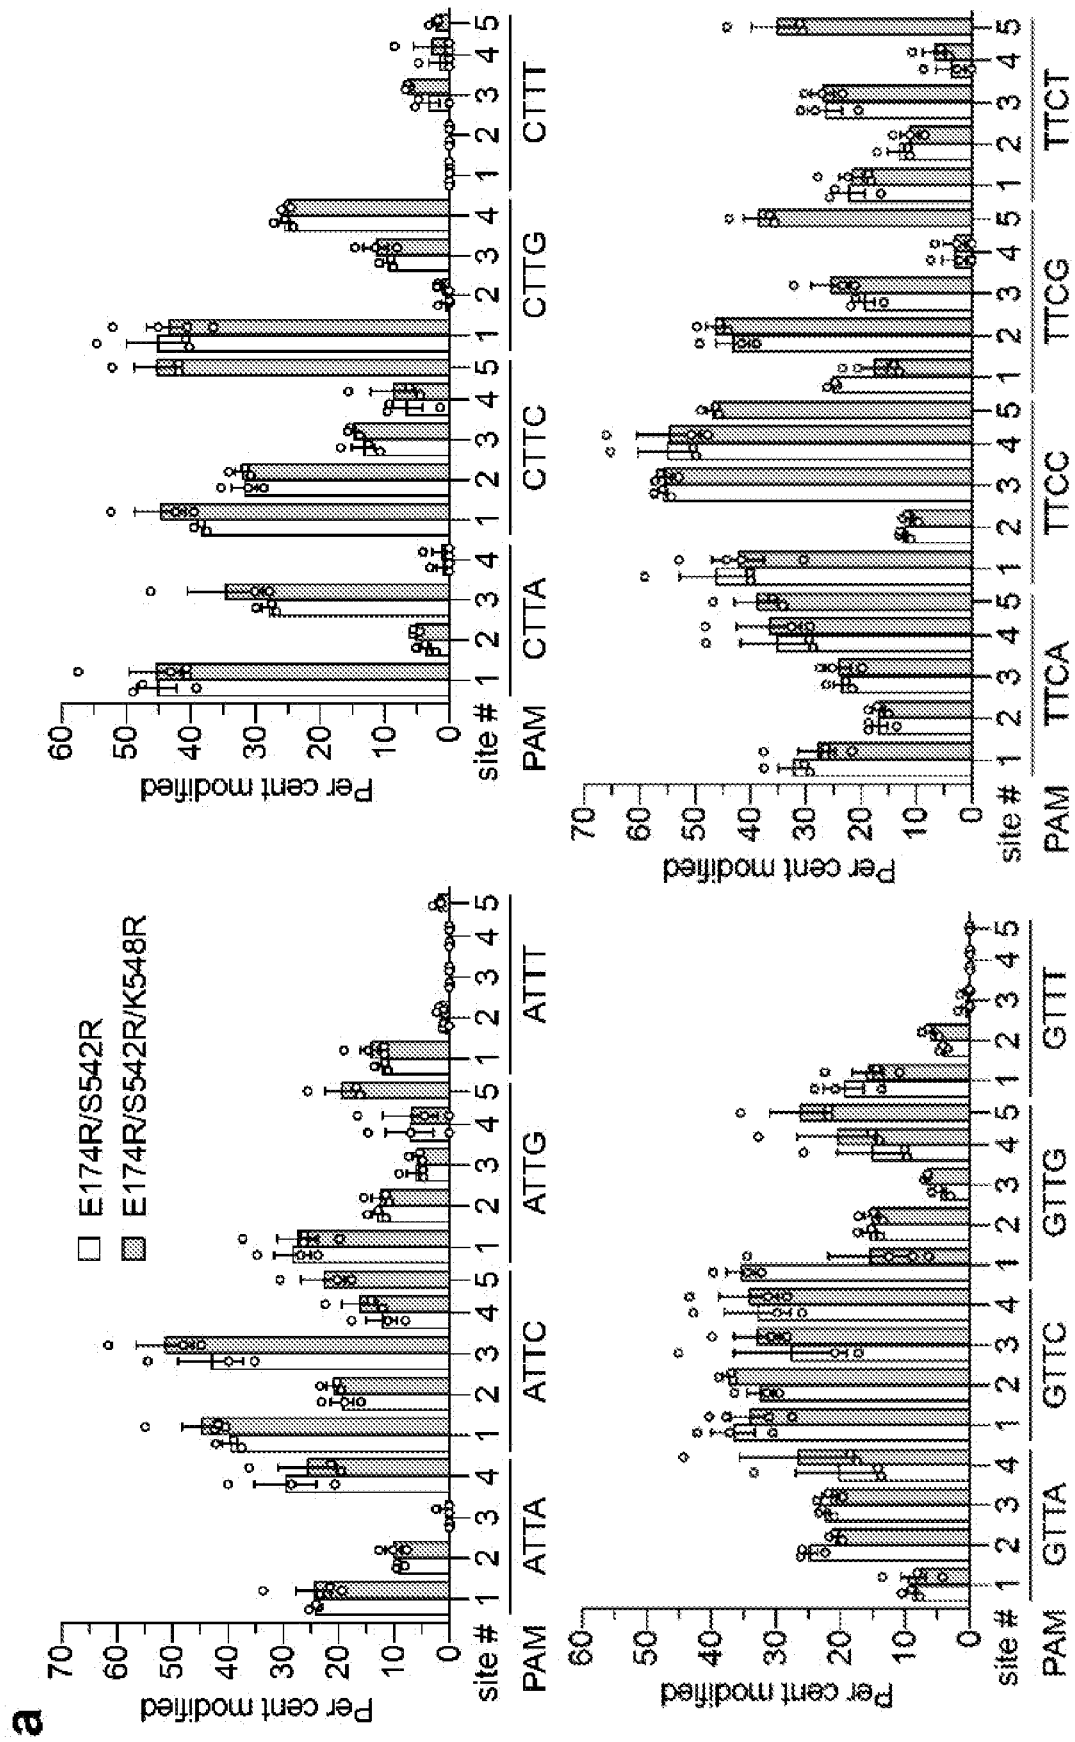 a
E174R/S542R
E174R/S542R/K548R
Per cent modified
70
60
50
40
30
20
10
0
site # 1 2 3 4 1 2 3 4 5 1 2 3 4 5 1 2 3 4 5
PAM ATTA ATTC ATTG ATTT
Per cent modified
60
50
40
30
20
10
0
site # 1 2 3 4 1 2 3 4 5 1 2 3 4 1 2 3 4 5
PAM CTTA CTTC CTTG CTTT
Per cent modified
60
50
40
30
20
10
0
site # 1 2 3 4 1 2 3 4 1 2 3 4 5 1 2 3 4 5
PAM GTTA GTTC GTTG GTTT
Per cent modified
70
60
50
40
30
20
10
0
site # 1 2 3 4 5 1 2 3 4 5 1 2 3 4 5 1 2 3 4 5
PAM TTCA TTCC TTCG TTCT